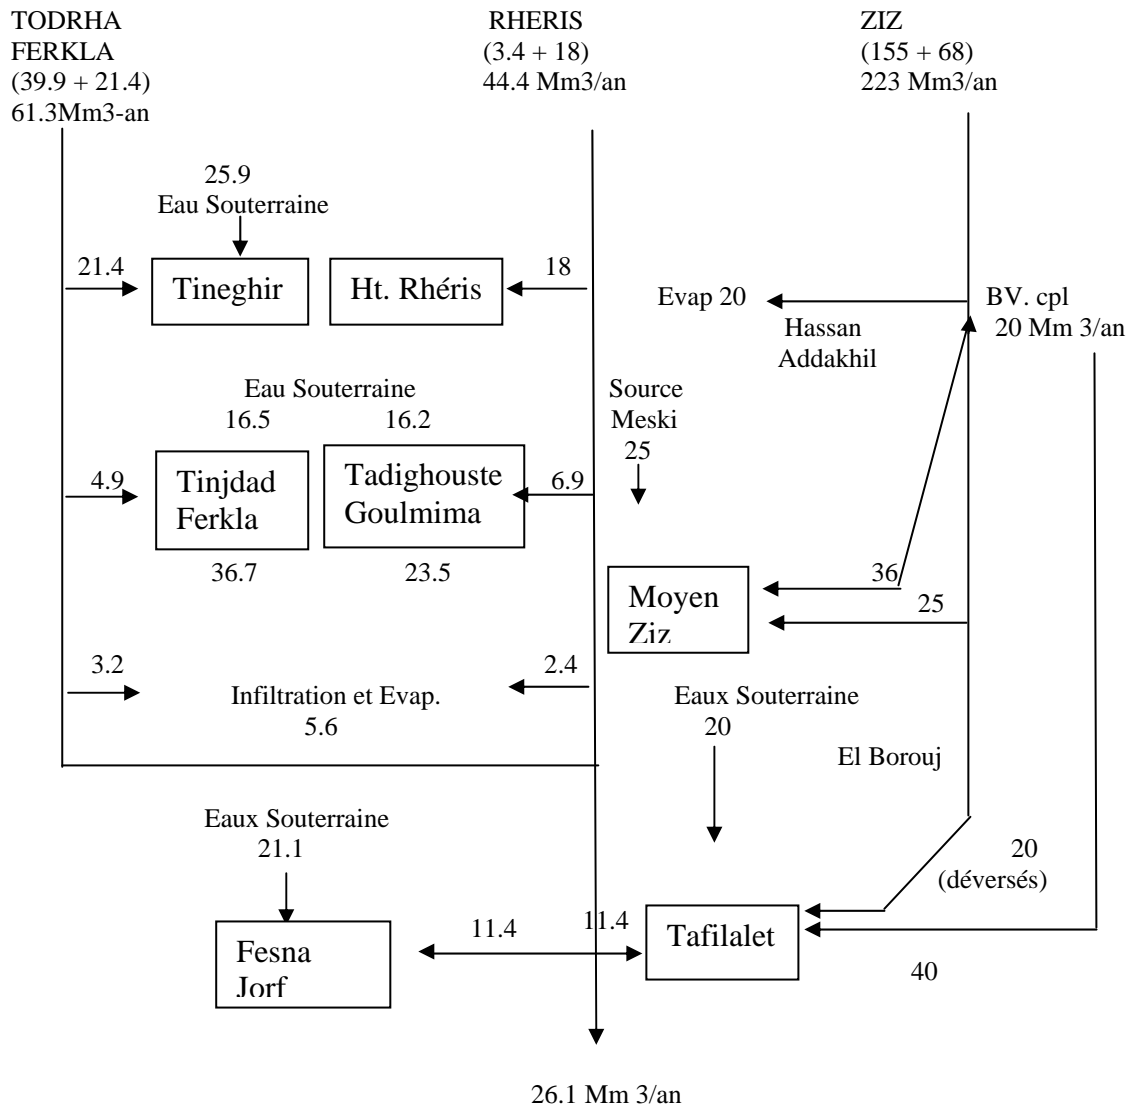 TODRHA
FERKLA
(39.9 + 21.4)
61.3Mm3-an
RHERIS
(3.4 + 18)
44.4 Mm3/an
ZIZ
(155 + 68)
223 Mm3/an
25.9
Eau Souterraine
21.4
Tineghir
Ht. Rhéris
18
Evap 20
Hassan
Addakhil
BV. cpl
20 Mm 3/an
Eau Souterraine
16.5
16.2
Source
Meski
25
4.9
Tinjdad
Ferkla
Tadighouste
Goulmima
6.9
36.7
23.5
Moyen
Ziz
36
25
3.2
Infiltration et Evap.
5.6
2.4
Eaux Souterraine
20
El Borouj
Eaux Souterraine
21.1
20
(déversés)
Fesna
Jorf
11.4
11.4
Tafilalet
40
26.1 Mm 3/an